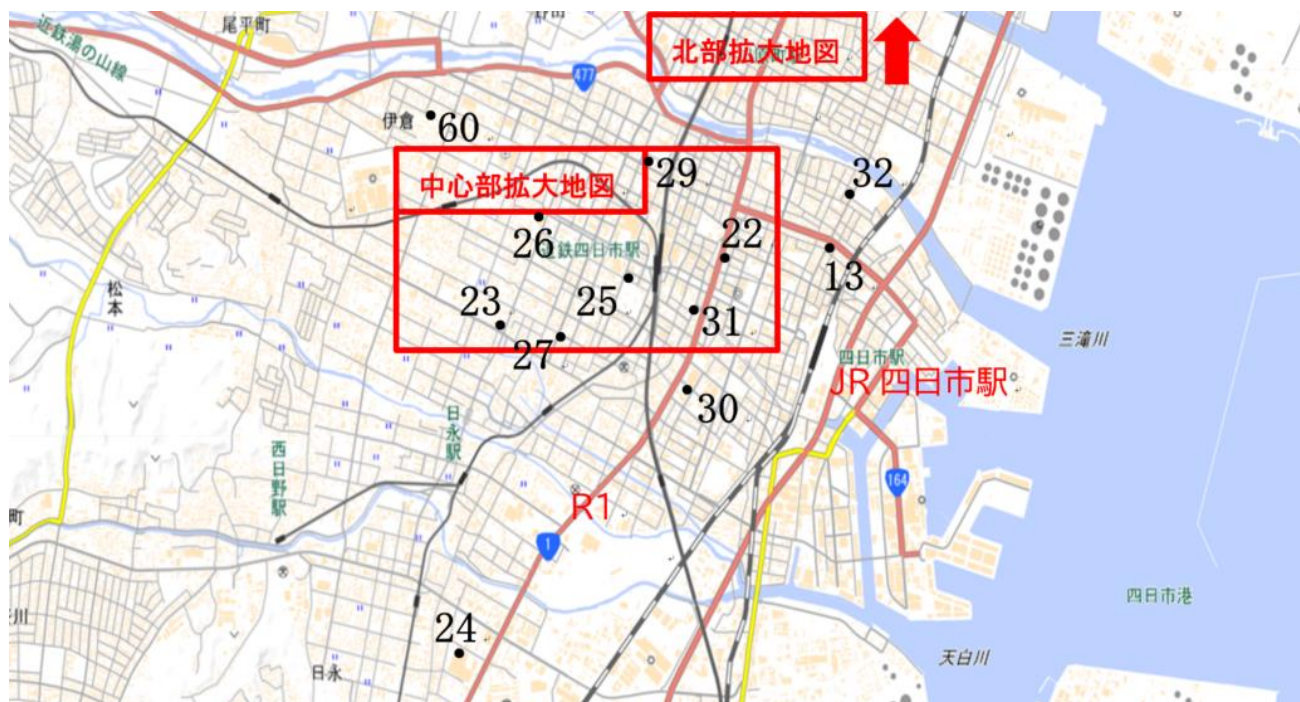 尾平町
近鉄湯の山線
北部拡大地図
477
伊倉
60
中心部拡大地図
29
32
26
近鉄四日市駅
22
13
松本
23
25
31
27
三滝川
四日市駅
JR 四日市駅
30
日永駅
西日野駅
164
R1
町
1
四日市港
川
24
日永
天白川